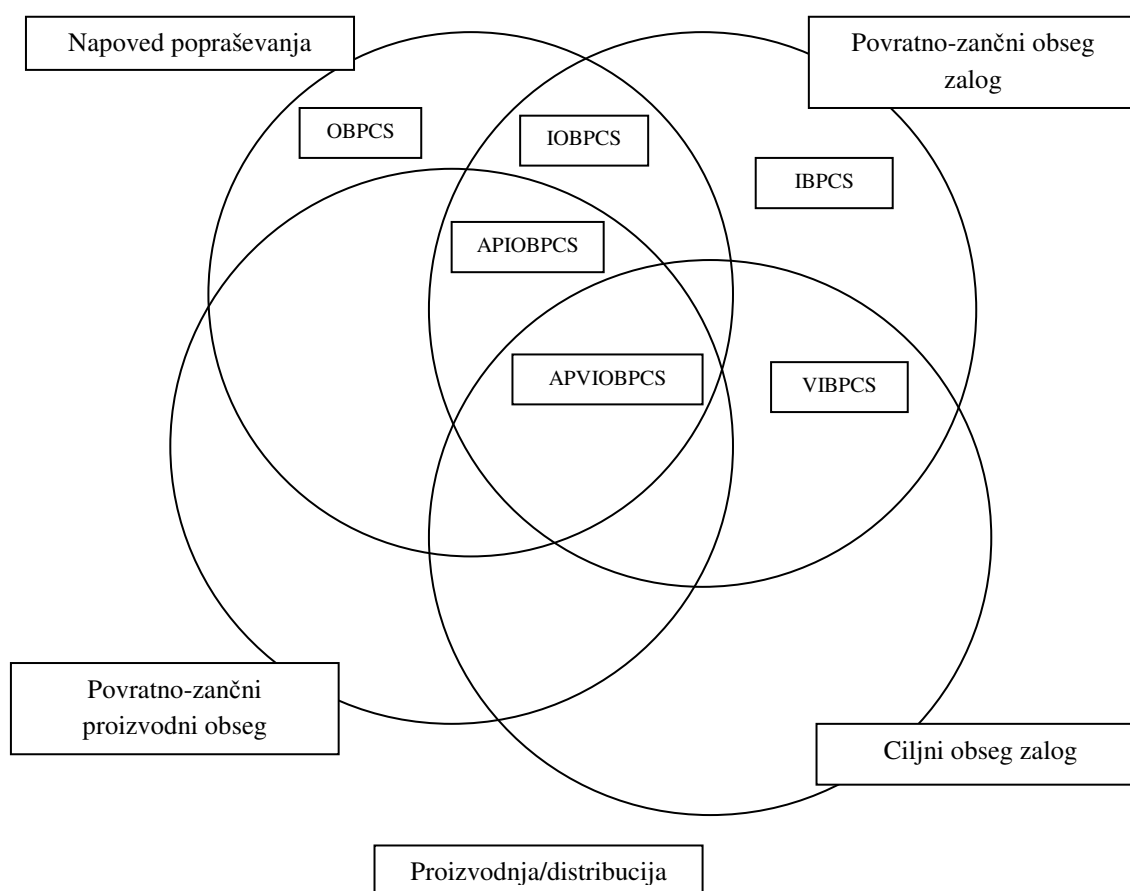 Napoved popraševanja
Povratno-zančni obseg
zalog
OBPCS
IOBPCS
IBPCS
APIOBPCS
APVIOBPCS
VIBPCS
Povratno-zančni
proizvodni obseg
Ciljni obseg zalog
Proizvodnja/distribucija